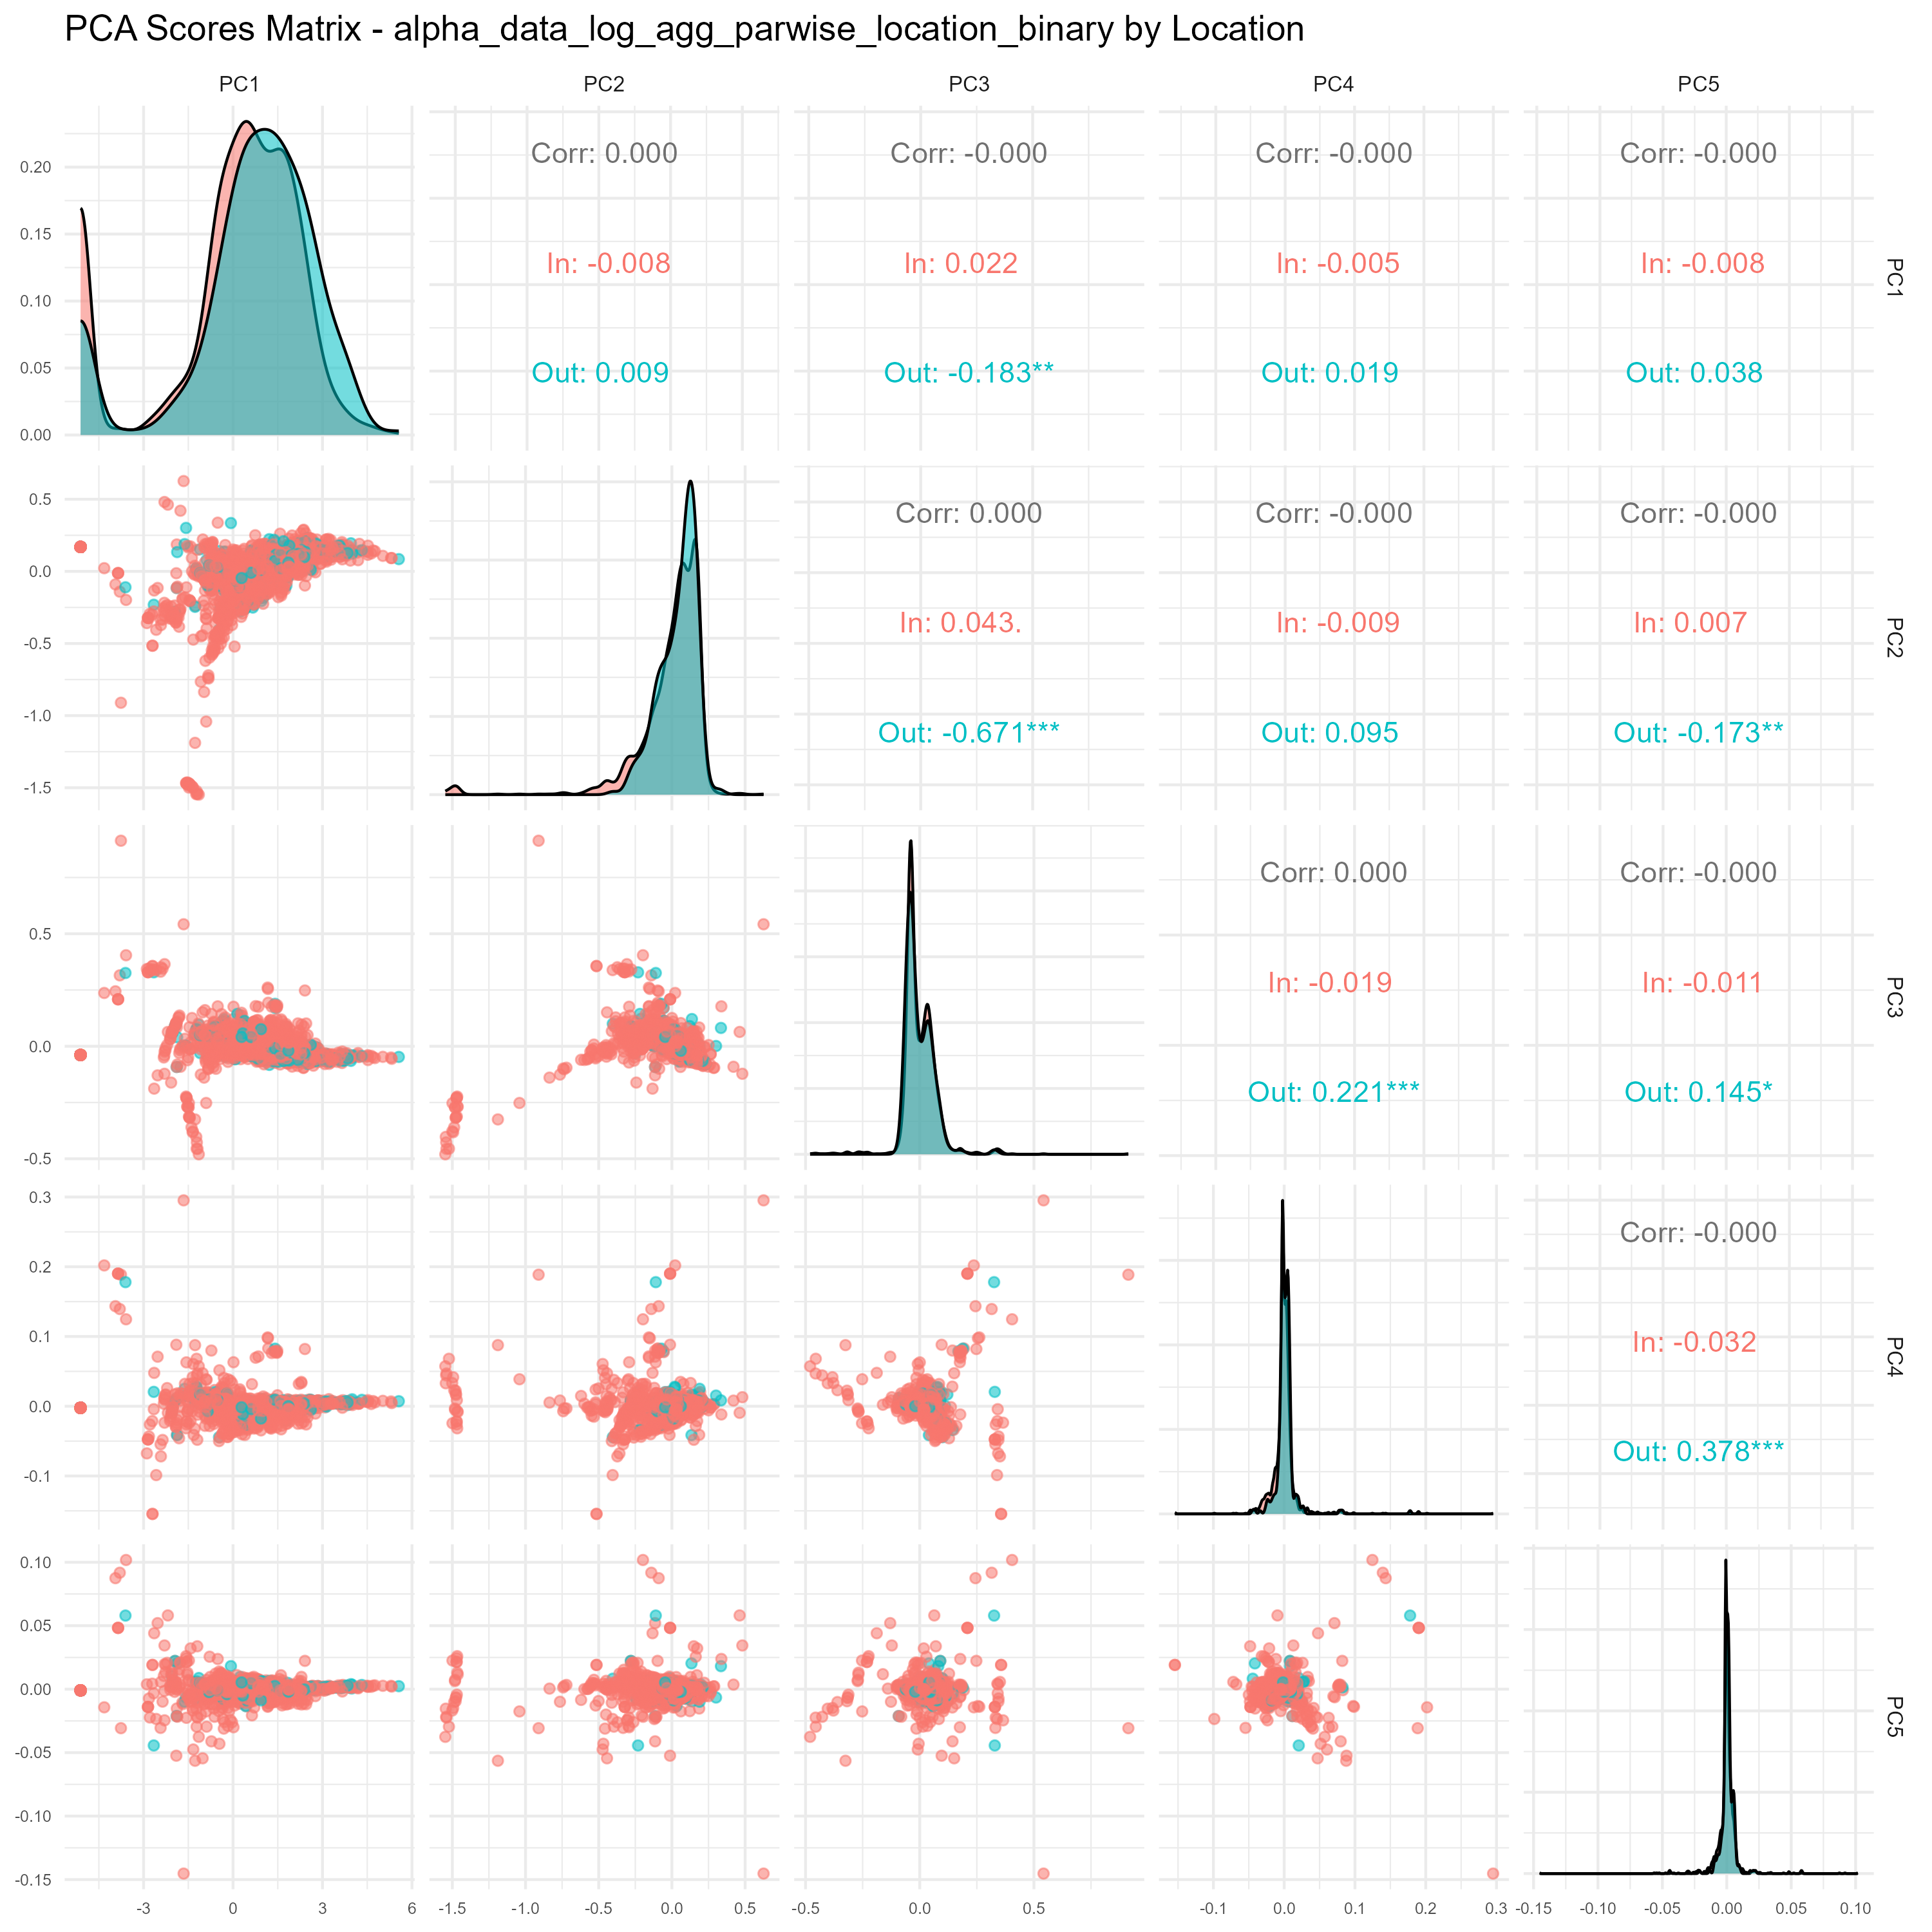 PCA Scores Matrix - alpha_data_log_agg_parwise_location_binary by Location
PC1 PC2 PC3 PC4 PC5
0.20
0.15
0.10
0.05
0.00
Corr: 0.000
In: -0.008
Out: 0.009
Corr: -0.000
In: 0.022
Out: -0.183**
Corr: -0.000
In: -0.005
Out: 0.019
Corr: -0.000
In: -0.008
Out: 0.038
PC1
0.5
0.0
-0.5
-1.0
-1.5
Corr: 0.000
In: 0.043.
Out: -0.671***
Corr: -0.000
In: -0.009
Out: 0.095
Corr: -0.000
In: 0.007
Out: -0.173**
PC2
0.5
0.0
-0.5
Corr: 0.000
In: -0.019
Out: 0.221***
Corr: -0.000
In: -0.011
Out: 0.145*
PC3
0.3
0.2
0.1
0.0
-0.1
Corr: -0.000
In: -0.032
Out: 0.378***
PC4
0.10
0.05
0.00
-0.05
-0.10
-0.15
PC5
-3 0 3 6
-1.5 -1.0 -0.5 0.0 0.5
-0.5 0.0 0.5
-0.1 0.0 0.1 0.2 0.3
-0.15 -0.10 -0.05 0.00 0.05 0.10